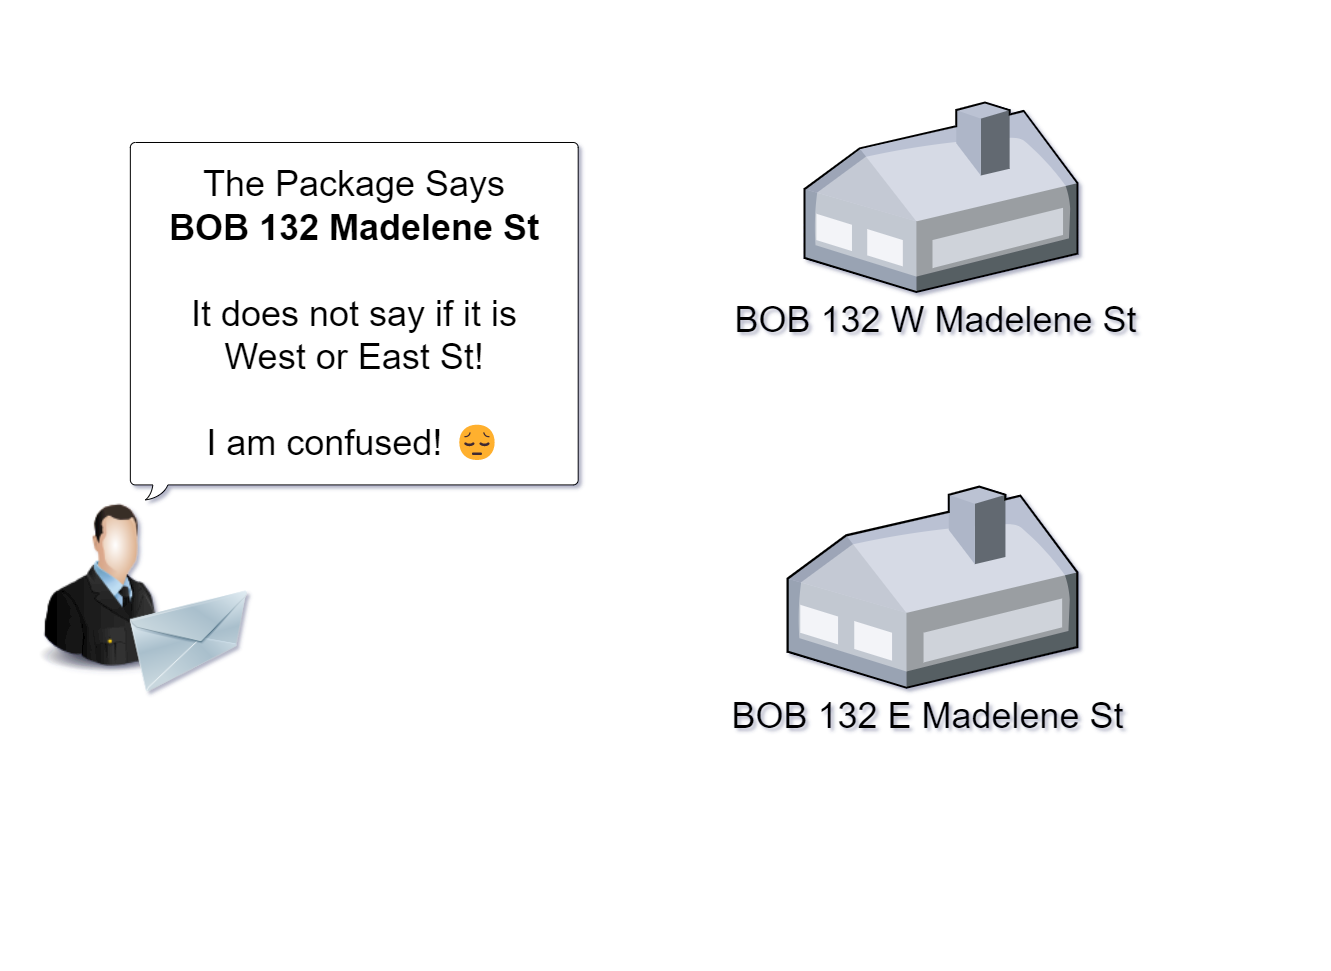 The Package Says
BOB 132 Madelene St
It does not say if it is
West or East St!
I am confused! 😔
BOB 132 W Madelene St
BOB 132 E Madelene St